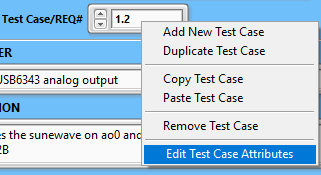 Test Case/REQ# 1.2
Add New Test Case
Duplicate Test Case
Copy Test Case
Paste Test Case
Remove Test Case
Edit Test Case Attributes
ER
USB6343 analog output
ION
es the sunewave on ao0 and
2B